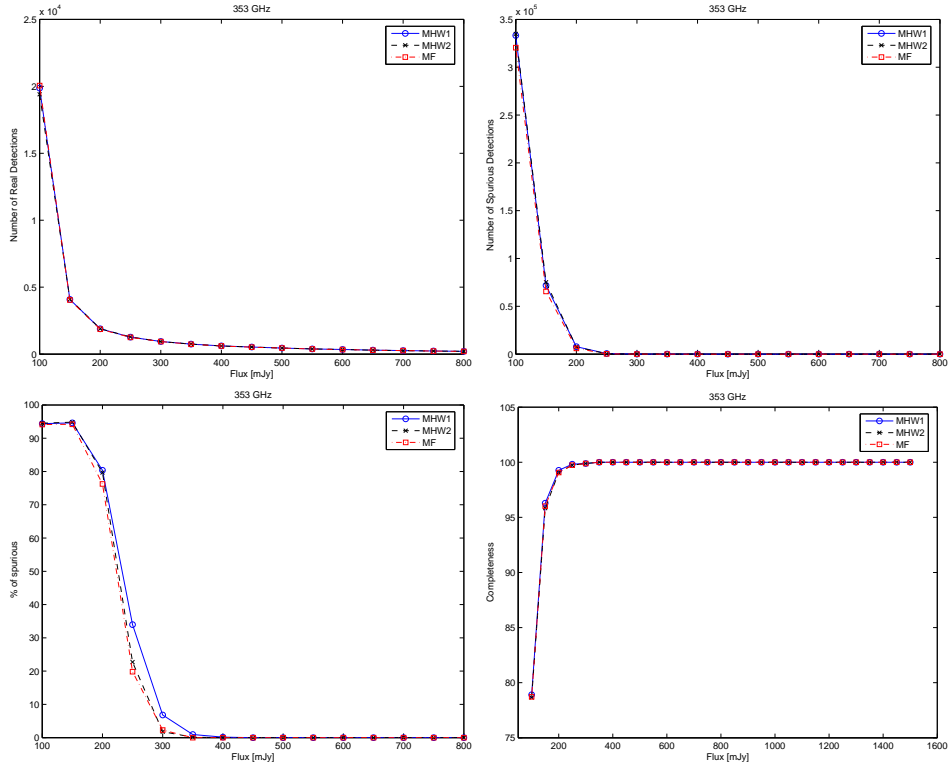 353 GHz
x 10^4
2.5
2
1.5
1
0.5
0
100
200
300
400
500
600
700
800
Number of Real Detections
Flux [mJy]
MHW1
MHW2
MF
353 GHz
x 10^5
3.5
3
2.5
2
1.5
1
0.5
0
100
200
300
400
500
600
700
800
Number of Spurious Detections
Flux [mJy]
MHW1
MHW2
MF
353 GHz
100
90
80
70
60
50
40
30
20
10
0
100
200
300
400
500
600
700
800
% of spurious
Flux [mJy]
MHW1
MHW2
MF
353 GHz
105
100
95
90
85
80
75
200
400
600
800
1000
1200
1400
1600
Completeness
Flux [mJy]
MHW1
MHW2
MF